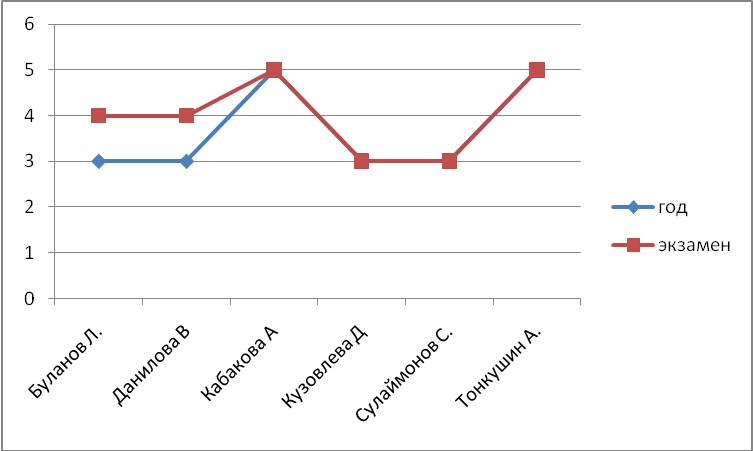 6
5
4
3
2
1
0
Буланов Л.
Данилова В
Кабакова А
Кузовлева Д
Сулаймонов С.
Тонкушин А.
год
экзамен